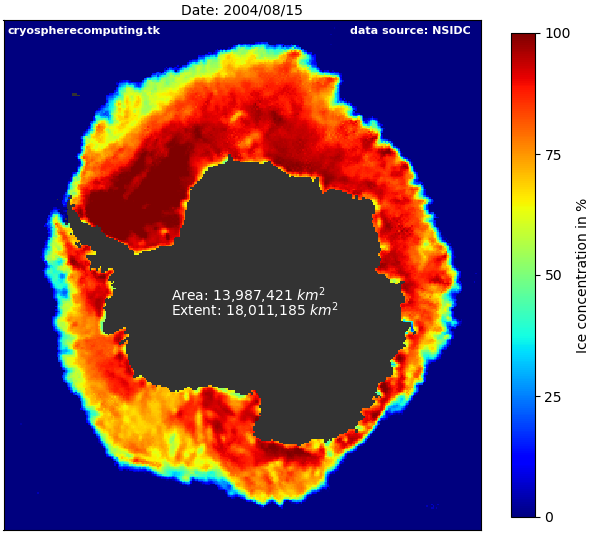 Date: 2004/08/15
cryospherecomputing.tk
data source: NSIDC
Area: 13,987,421 km²
Extent: 18,011,185 km²
100
75
50
25
0
Ice concentration in %